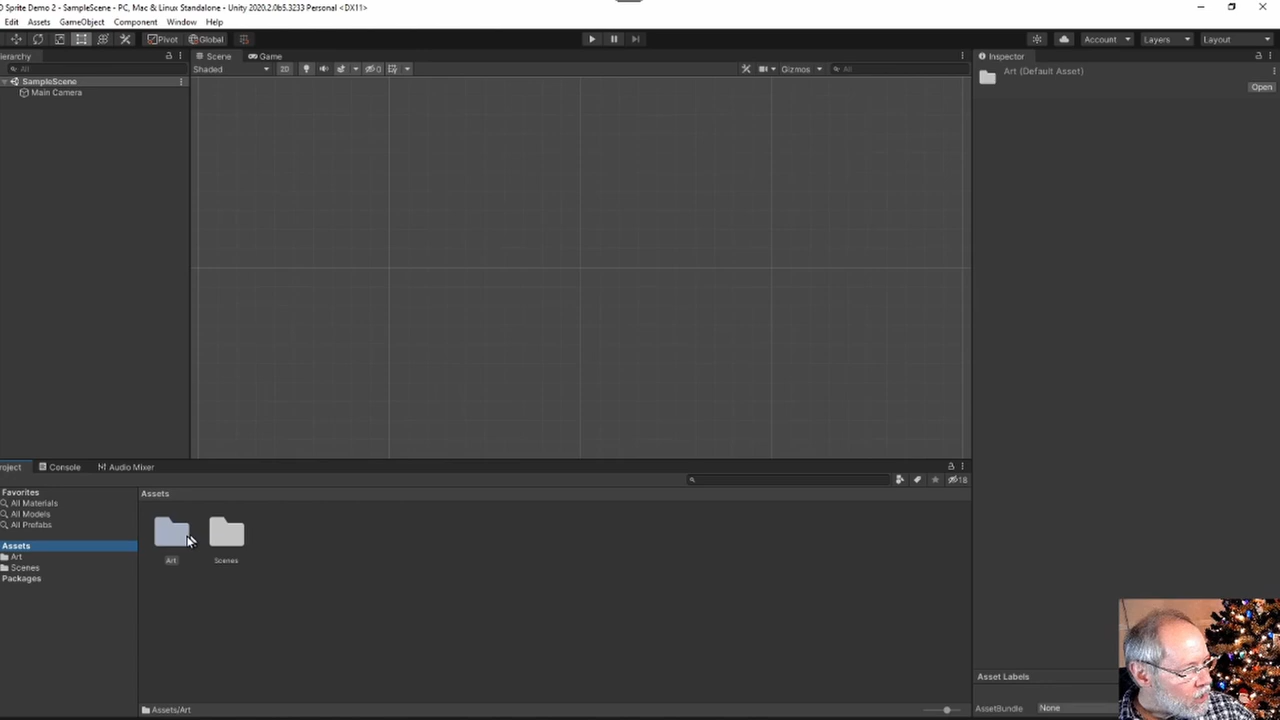 D Sprite Demo 2 - SampleScene - PC, Mac & Linux Standalone - Unity 2020.2.0b5.3233 Personal <DX11>
Edit Assets GameObject Component Window Help
Pivot Global Account Layers Layout
ierarchy Scene Game Inspector
All Shaded 2D 0 Gizmos All Art (Default Asset)
SampleScene Open
Main Camera
roject Console Audio Mixer
18
Favorites Assets
All Materials
All Models
All Prefabs
Assets
Art Art Scenes
Scenes
Packages
Asset Labels
Assets/Art AssetBundle None